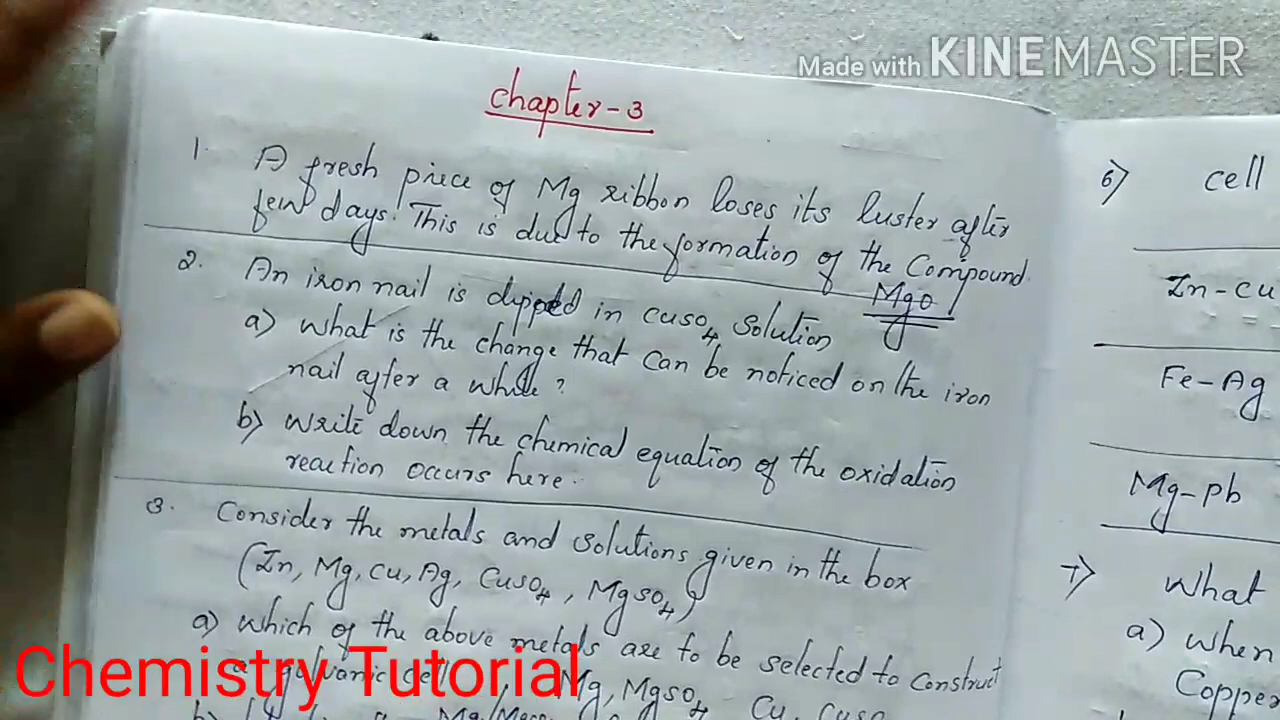 Made with KINEMASTER
Chapter-3
1. A fresh piece of Mg ribbon loses its luster after
few days. This is due to the formation of the Compound.
MgO
2. An iron nail is dipped in CuSO4 solution
a) What is the change that can be noticed on the iron
nail after a while?
b) Write down the chemical equation of the oxidation
reaction occurs here.
3. Consider the metals and solutions given in the box
(Zn, Mg, Cu, Ag, CuSO4, MgSO4)
a) which of the above metals are to be selected to construct
a galvanic cell Mg, MgSO4 Cu, CuSO
6) cell
Zn-Cu
Fe-Ag
Mg-Pb
7) What
a) When
Coppe
Chemistry Tutorial